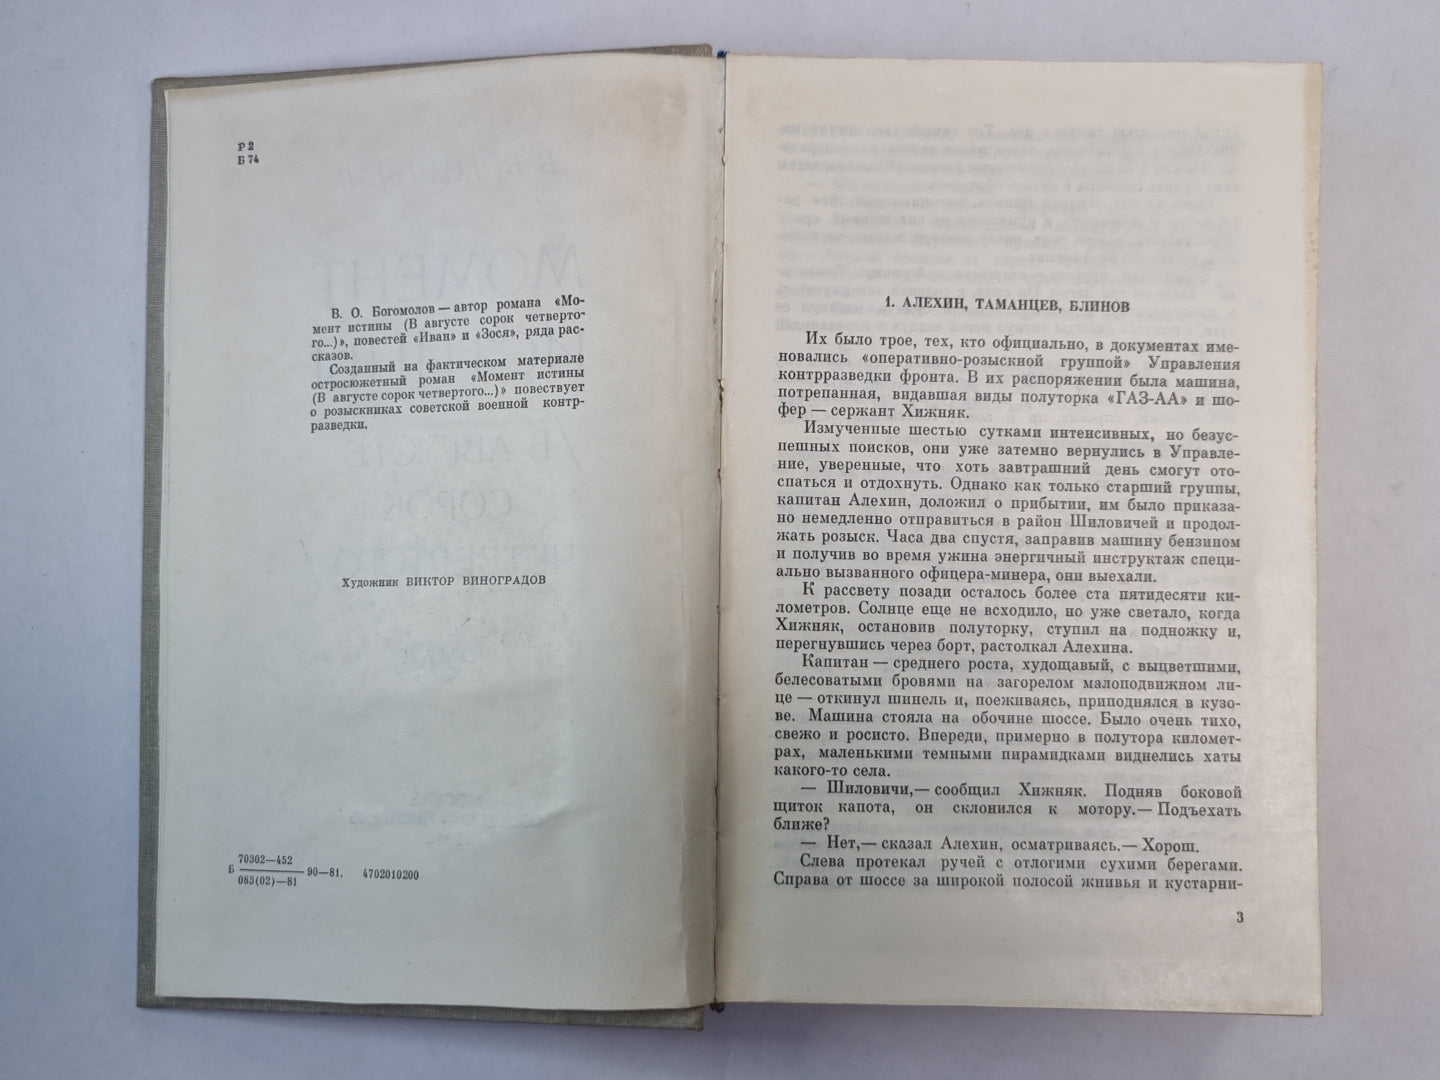 Р 2
Б 74
В. О. Богомолов — автор романа «Мо-
мент истины (В августе сорок четверто-
го...)», повестей «Иван» и «Зося», ряда рас-
сказов.
Созданный на фактическом материале
остросюжетный роман «Момент истины
(В августе сорок четвертого...)» повествует
о розыскниках советской военной контр-
разведки.
Художник ВИКТОР ВИНОГРАДОВ
70302—452
Б ——— 90—81. 4702010200
083(02)—81
1. АЛЕХИН, ТАМАНЦЕВ, БЛИНОВ
Их было трое, тех, кто официально, в документах име-
новались «оперативно-розыскной группой» Управления
контрразведки фронта. В их распоряжении была машина,
потрепанная, видавшая виды полуторка «ГАЗ-АА» и шо-
фер — сержант Хижняк.
Измученные шестью сутками интенсивных, но безус-
пешных поисков, они уже затемно вернулись в Управле-
ние, уверенные, что хоть завтрашний день смогут ото-
спаться и отдохнуть. Однако как только старший группы,
капитан Алехин, доложил о прибытии, им было приказа-
но немедленно отправиться в район Шиловичей и продол-
жать розыск. Часа два спустя, заправив машину бензином
и получив во время ужина энергичный инструктаж специ-
ально вызванного офицера-минера, они выехали.
К рассвету позади осталось более ста пятидесяти ки-
лометров. Солнце еще не всходило, но уже светало, когда
Хижняк, остановив полуторку, ступил на подножку и,
перегнувшись через борт, растолкал Алехина.
Капитан — среднего роста, худощавый, с выцветшими,
белесоватыми бровями на загорелом малоподвижном ли-
це — откинул шинель и, поеживаясь, приподнялся в кузо-
ве. Машина стояла на обочине шоссе. Было очень тихо,
свежо и росисто. Впереди, примерно в полутора километ-
рах, маленькими темными пирамидками виднелись хаты
какого-то села.
— Шиловичи,— сообщил Хижняк. Подняв боковой
щиток капота, он склонился к мотору.— Подъехать
ближе?
— Нет,— сказал Алехин, осматриваясь.— Хорош.
Слева протекал ручей с отлогими сухими берегами.
Справа от шоссе за широкой полосой жнивья и кустарни-
3